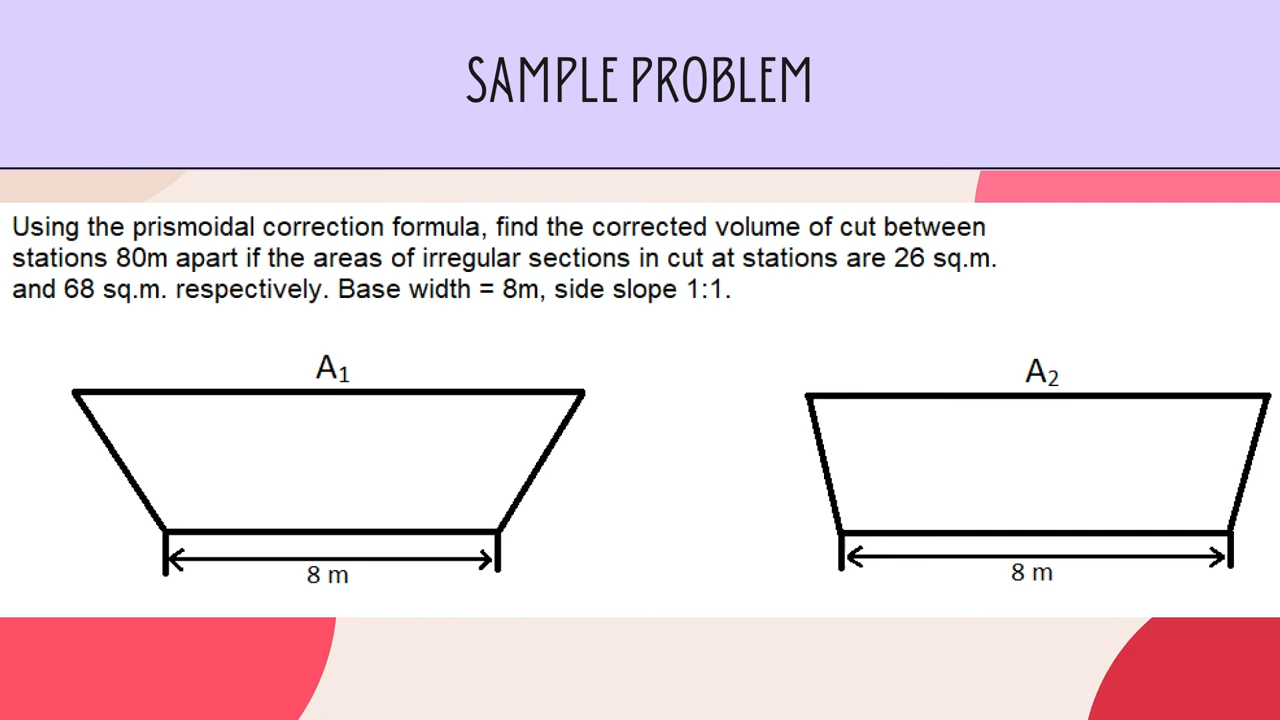 SAMPLE PROBLEM
Using the prismoidal correction formula, find the corrected volume of cut between
stations 80m apart if the areas of irregular sections in cut at stations are 26 sq.m.
and 68 sq.m. respectively. Base width = 8m, side slope 1:1.
A₁
A₂
8 m
8 m